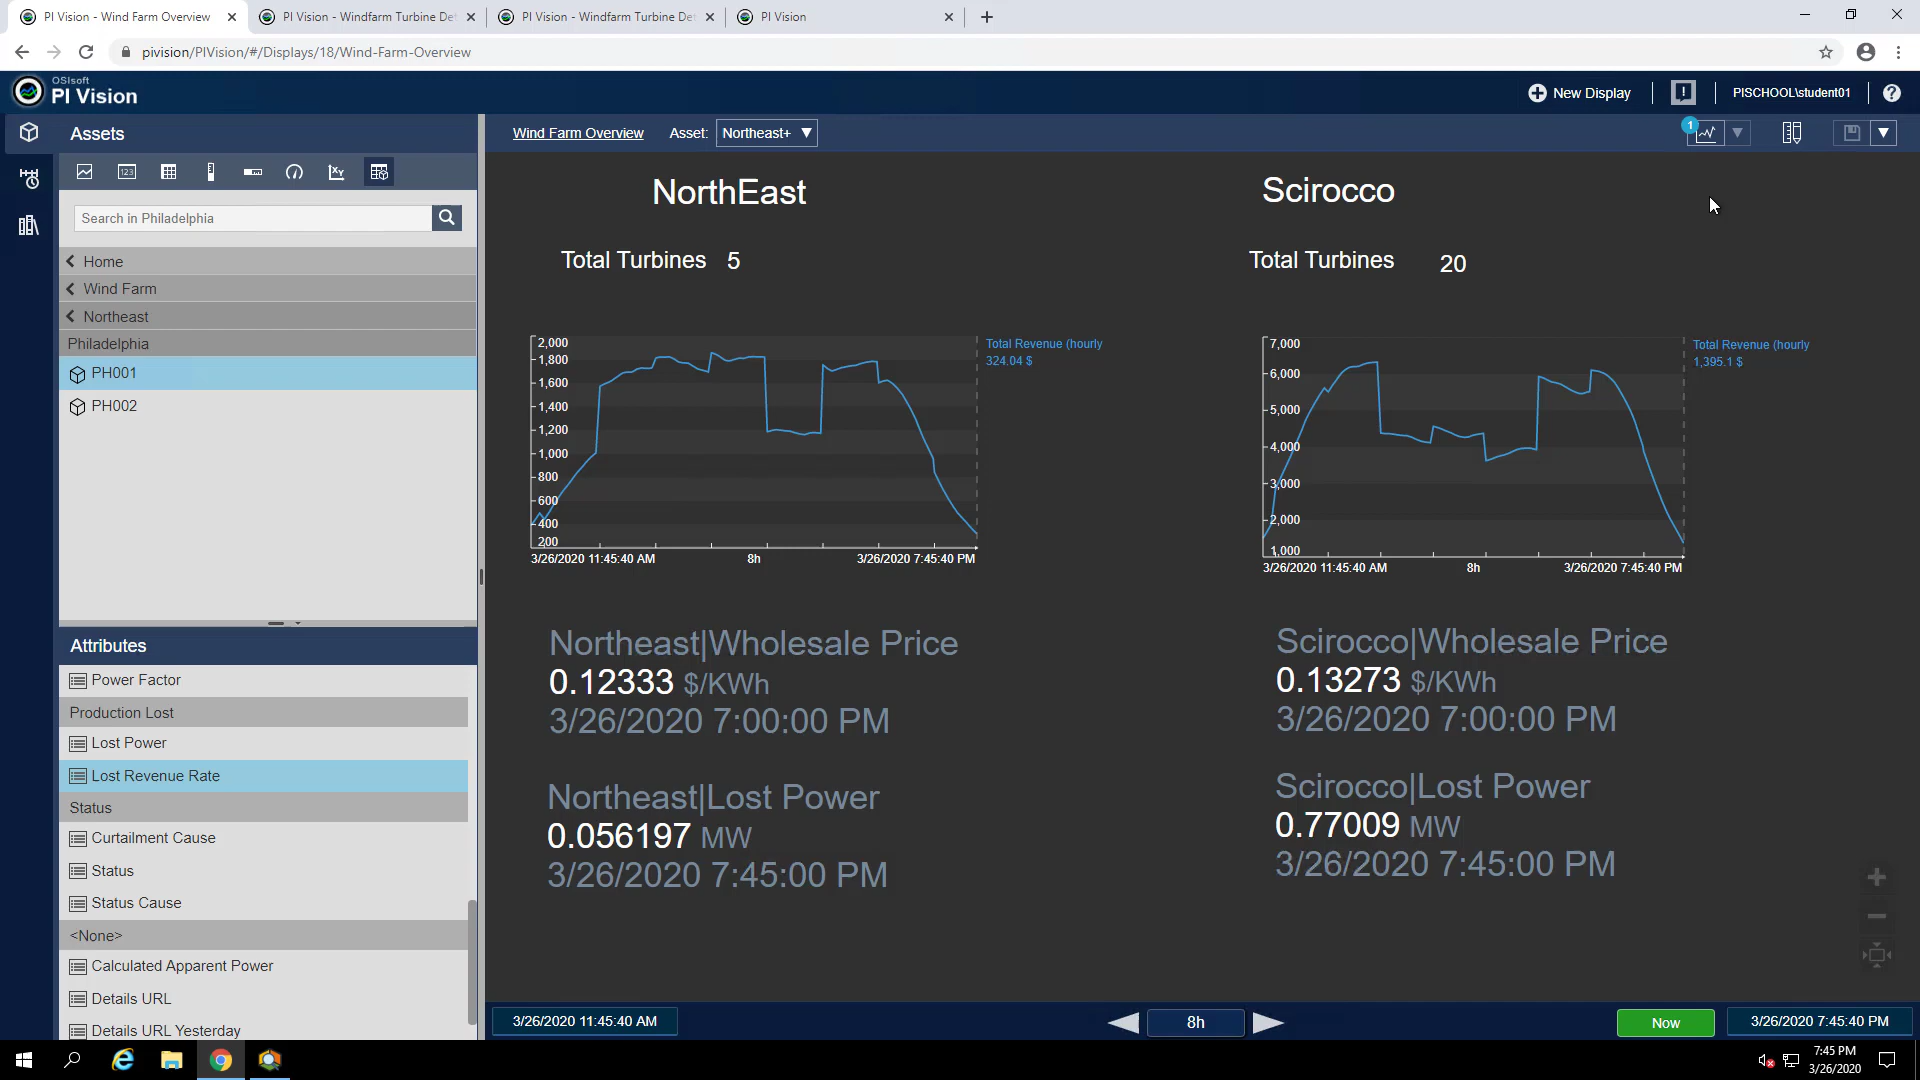 PI Vision - Wind Farm Overview
PI Vision - Windfarm Turbine Det
PI Vision - Windfarm Turbine Det
PI Vision
pivision/PIVision/#/Displays/18/Wind-Farm-Overview
OSIsoft
PI Vision
New Display
PISCHOOL\student01
Assets
Wind Farm Overview
Asset:
Northeast+
1
123
XY
Search in Philadelphia
Home
Wind Farm
Northeast
Philadelphia
PH001
PH002
Attributes
Power Factor
Production Lost
Lost Power
Lost Revenue Rate
Status
Curtailment Cause
Status
Status Cause
<None>
Calculated Apparent Power
Details URL
Details URL Yesterday
NorthEast
Total Turbines 5
2,000
1,800
1,600
1,400
1,200
1,000
800
600
400
200
Total Revenue (hourly
324.04 $
3/26/2020 11:45:40 AM
8h
3/26/2020 7:45:40 PM
Northeast|Wholesale Price
0.12333 $/KWh
3/26/2020 7:00:00 PM
Northeast|Lost Power
0.056197 MW
3/26/2020 7:45:00 PM
Scirocco
Total Turbines 20
7,000
6,000
5,000
4,000
3,000
2,000
1,000
Total Revenue (hourly
1,395.1 $
3/26/2020 11:45:40 AM
8h
3/26/2020 7:45:40 PM
Scirocco|Wholesale Price
0.13273 $/KWh
3/26/2020 7:00:00 PM
Scirocco|Lost Power
0.77009 MW
3/26/2020 7:45:00 PM
3/26/2020 11:45:40 AM
8h
Now
3/26/2020 7:45:40 PM
7:45 PM
3/26/2020